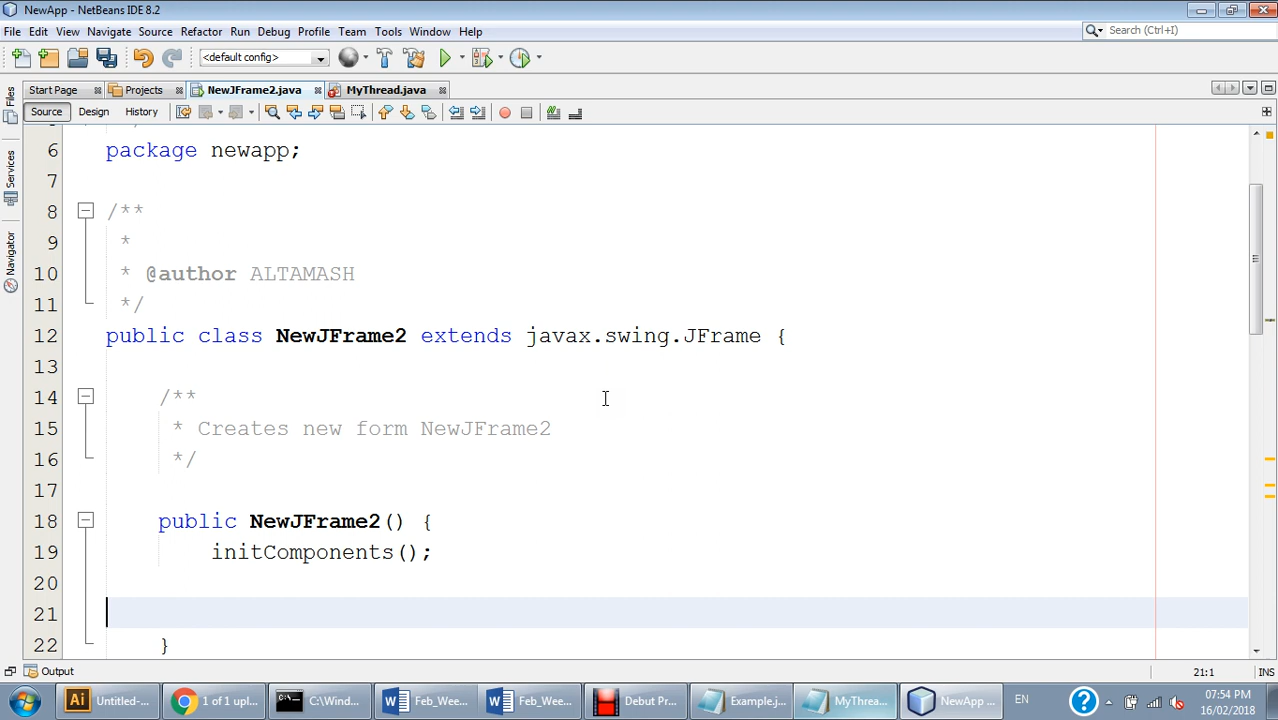 NewApp - NetBeans IDE 8.2
File Edit View Navigate Source Refactor Run Debug Profile Team Tools Window Help
Search (Ctrl+I)
<default config>
Start Page Projects NewJFrame2.java MyThread.java
Source Design History
Files
Services
Navigator
6 package newapp;
7
8 /**
9 *
10 * @author ALTAMASH
11 */
12 public class NewJFrame2 extends javax.swing.JFrame {
13
14 /**
15 * Creates new form NewJFrame2
16 */
17
18 public NewJFrame2() {
19 initComponents();
20
21
22 }
Output
21:1 INS
Ai Untitled-... 1 of 1 upl... C:\Wind... Feb_Wee... Feb_Wee... Debut Pr... Example.j... MyThrea... NewApp ... EN
07:54 PM
16/02/2018